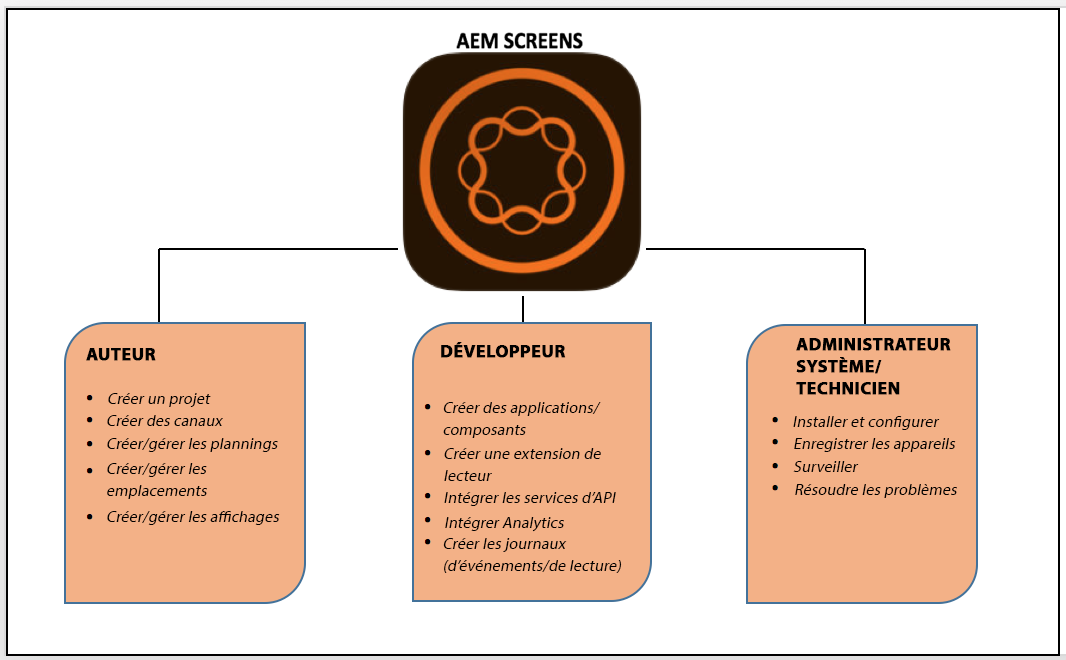 AEM SCREENS
AUTEUR
• Créer un projet
• Créer des canaux
• Créer/gérer les plannings
• Créer/gérer les
emplacements
• Créer/gérer les affichages
DÉVELOPPEUR
• Créer des applications/
composants
• Créer une extension de
lecteur
• Intégrer les services d’API
• Intégrer Analytics
• Créer les journaux
(d’événements/de lecture)
ADMINISTRATEUR
SYSTÈME/
TECHNICIEN
• Installer et configurer
• Enregistrer les appareils
• Surveiller
• Résoudre les problèmes